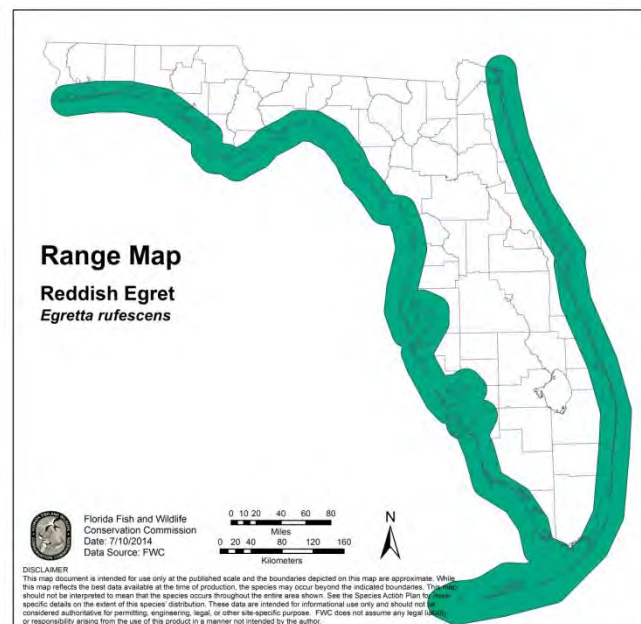 Range Map
Reddish Egret
Egretta rufescens
Florida Fish and Wildlife
Conservation Commission
Date: 7/10/2014
Data Source: FWC
0 10 20 40 60 80
Miles
0 20 40 80 120 160
Kilometers
N
DISCLAIMER
This map document is intended for use only at the published scale and the boundaries depicted on this map are approximate. While
this map reflects the best data available at the time of production, the species may occur beyond the indicated boundaries. This map
should not be interpreted to mean that the species occurs throughout the entire area shown. See the Species Action Plan for more
specific details on the extent of this species' distribution. These data are intended for informational use only and should not be
considered authoritative for permitting, engineering, legal, or other site-specific purpose. FWC does not assume any legal liability
or responsibility arising from the use of this product in a manner not intended by the author.